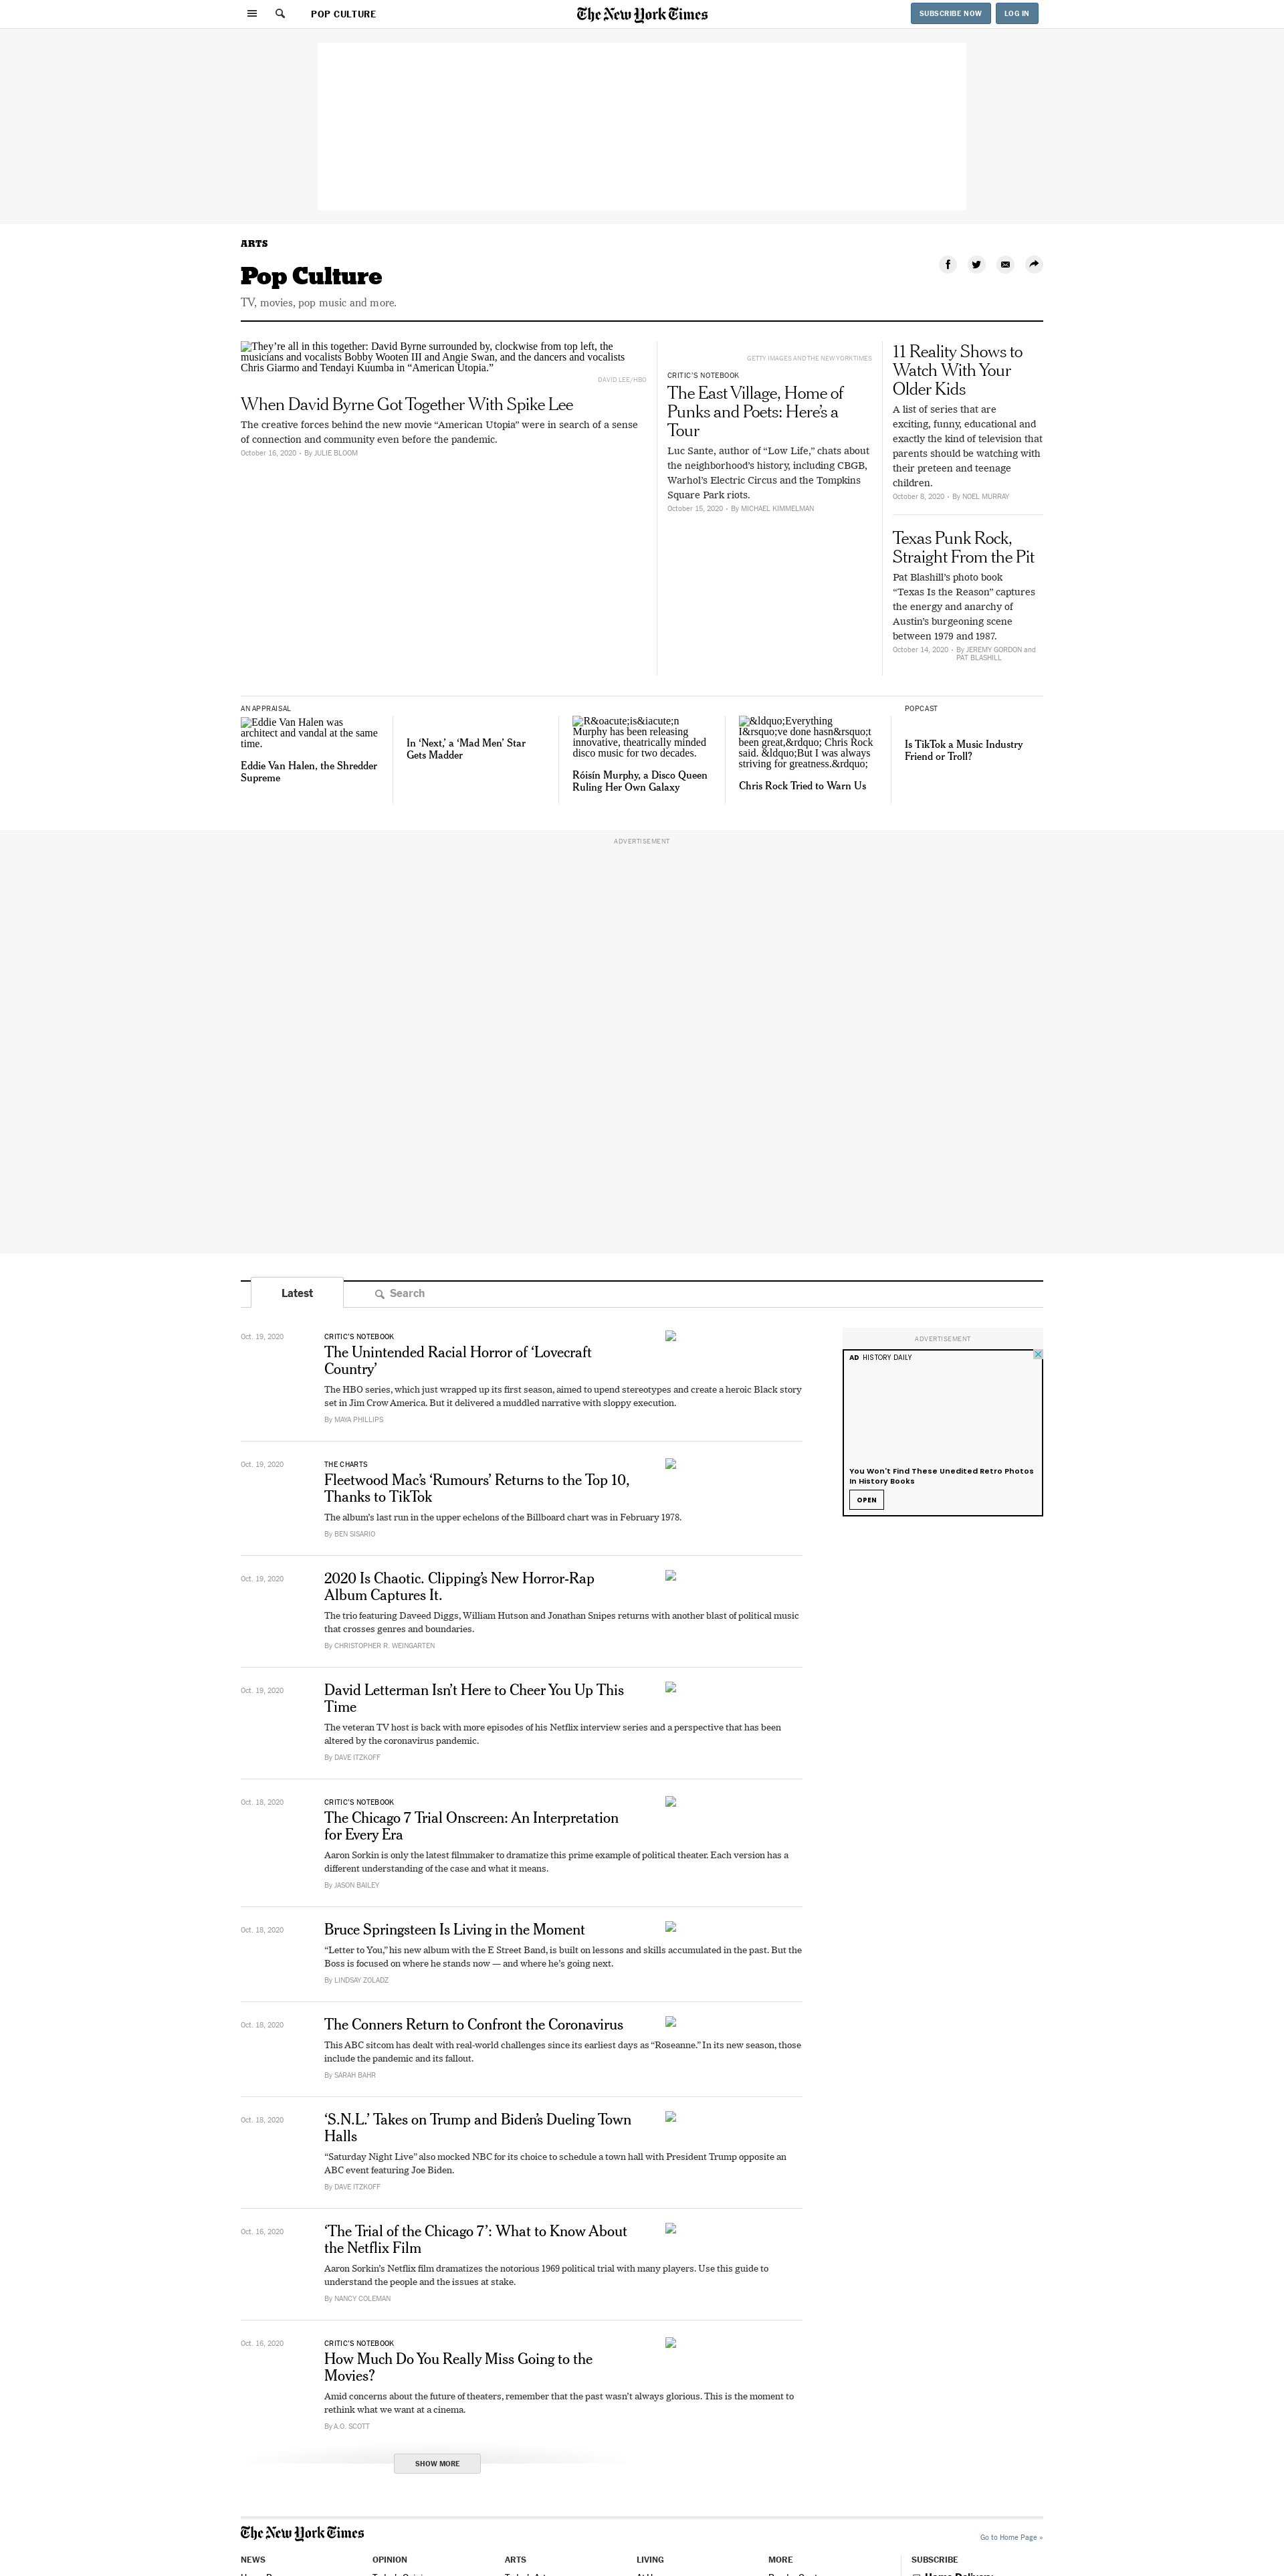 POP CULTURE
The New York Times
SUBSCRIBE NOW
LOG IN
ARTS
Pop Culture
TV, movies, pop music and more.
They’re all in this together: David Byrne surrounded by, clockwise from top left, the
musicians and vocalists Bobby Wooten III and Angie Swan, and the dancers and vocalists
Chris Giarmo and Tendayi Kuumba in “American Utopia.”
DAVID LEE/HBO
When David Byrne Got Together With Spike Lee
The creative forces behind the new movie “American Utopia” were in search of a sense
of connection and community even before the pandemic.
October 16, 2020 - By JULIE BLOOM
GETTY IMAGES AND THE NEW YORK TIMES
CRITIC’S NOTEBOOK
The East Village, Home of
Punks and Poets: Here’s a
Tour
Luc Sante, author of “Low Life,” chats about
the neighborhood’s history, including CBGB,
Warhol’s Electric Circus and the Tompkins
Square Park riots.
October 15, 2020 - By MICHAEL KIMMELMAN
11 Reality Shows to
Watch With Your
Older Kids
A list of series that are
exciting, funny, educational and
exactly the kind of television that
parents should be watching with
their preteen and teenage
children.
October 8, 2020 - By NOEL MURRAY
Texas Punk Rock,
Straight From the Pit
Pat Blashill’s photo book
“Texas Is the Reason” captures
the energy and anarchy of
Austin’s burgeoning scene
between 1979 and 1987.
October 14, 2020 - By JEREMY GORDON and
PAT BLASHILL
AN APPRAISAL
Eddie Van Halen was
architect and vandal at the same
time.
Eddie Van Halen, the Shredder
Supreme
In ‘Next,’ a ‘Mad Men’ Star
Gets Madder
R&oacute;is&iacute;n
Murphy has been releasing
innovative, theatrically minded
disco music for two decades.
Róisín Murphy, a Disco Queen
Ruling Her Own Galaxy
&ldquo;Everything
I&rsquo;ve done hasn&rsquo;t
been great,&rdquo; Chris Rock
said. &ldquo;But I was always
striving for greatness.&rdquo;
Chris Rock Tried to Warn Us
POPCAST
Is TikTok a Music Industry
Friend or Troll?
ADVERTISEMENT
Latest
Search
Oct. 19, 2020
CRITIC’S NOTEBOOK
The Unintended Racial Horror of ‘Lovecraft
Country’
The HBO series, which just wrapped up its first season, aimed to upend stereotypes and create a heroic Black story
set in Jim Crow America. But it delivered a muddled narrative with sloppy execution.
By MAYA PHILLIPS
ADVERTISEMENT
AD HISTORY DAILY
You Won't Find These Unedited Retro Photos
In History Books
OPEN
Oct. 19, 2020
THE CHARTS
Fleetwood Mac’s ‘Rumours’ Returns to the Top 10,
Thanks to TikTok
The album’s last run in the upper echelons of the Billboard chart was in February 1978.
By BEN SISARIO
Oct. 19, 2020
2020 Is Chaotic. Clipping’s New Horror-Rap
Album Captures It.
The trio featuring Daveed Diggs, William Hutson and Jonathan Snipes returns with another blast of political music
that crosses genres and boundaries.
By CHRISTOPHER R. WEINGARTEN
Oct. 19, 2020
David Letterman Isn’t Here to Cheer You Up This
Time
The veteran TV host is back with more episodes of his Netflix interview series and a perspective that has been
altered by the coronavirus pandemic.
By DAVE ITZKOFF
Oct. 18, 2020
CRITIC’S NOTEBOOK
The Chicago 7 Trial Onscreen: An Interpretation
for Every Era
Aaron Sorkin is only the latest filmmaker to dramatize this prime example of political theater. Each version has a
different understanding of the case and what it means.
By JASON BAILEY
Oct. 18, 2020
Bruce Springsteen Is Living in the Moment
“Letter to You,” his new album with the E Street Band, is built on lessons and skills accumulated in the past. But the
Boss is focused on where he stands now — and where he’s going next.
By LINDSAY ZOLADZ
Oct. 18, 2020
The Conners Return to Confront the Coronavirus
This ABC sitcom has dealt with real-world challenges since its earliest days as “Roseanne.” In its new season, those
include the pandemic and its fallout.
By SARAH BAHR
Oct. 18, 2020
‘S.N.L.’ Takes on Trump and Biden’s Dueling Town
Halls
“Saturday Night Live” also mocked NBC for its choice to schedule a town hall with President Trump opposite an
ABC event featuring Joe Biden.
By DAVE ITZKOFF
Oct. 16, 2020
‘The Trial of the Chicago 7’: What to Know About
the Netflix Film
Aaron Sorkin’s Netflix film dramatizes the notorious 1969 political trial with many players. Use this guide to
understand the people and the issues at stake.
By NANCY COLEMAN
Oct. 16, 2020
CRITIC’S NOTEBOOK
How Much Do You Really Miss Going to the
Movies?
Amid concerns about the future of theaters, remember that the past wasn’t always glorious. This is the moment to
rethink what we want at a cinema.
By A.O. SCOTT
SHOW MORE
The New York Times
Go to Home Page »
NEWS
OPINION
ARTS
LIVING
MORE
SUBSCRIBE